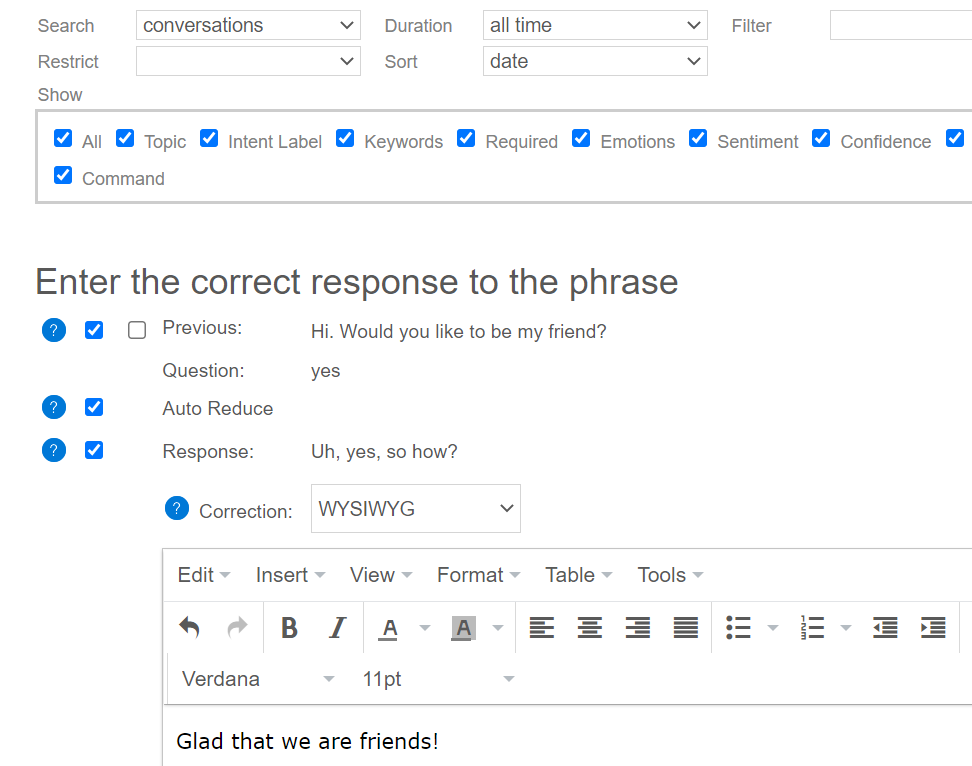 Search conversations Duration all time Filter
Restrict Sort date
Show
All Topic Intent Label Keywords Required Emotions Sentiment Confidence
Command
Enter the correct response to the phrase
? Previous: Hi. Would you like to be my friend?
Question: yes
? Auto Reduce
? Response: Uh, yes, so how?
? Correction: WYSIWYG
Edit Insert View Format Table Tools
B I A A
Verdana 11pt
Glad that we are friends!